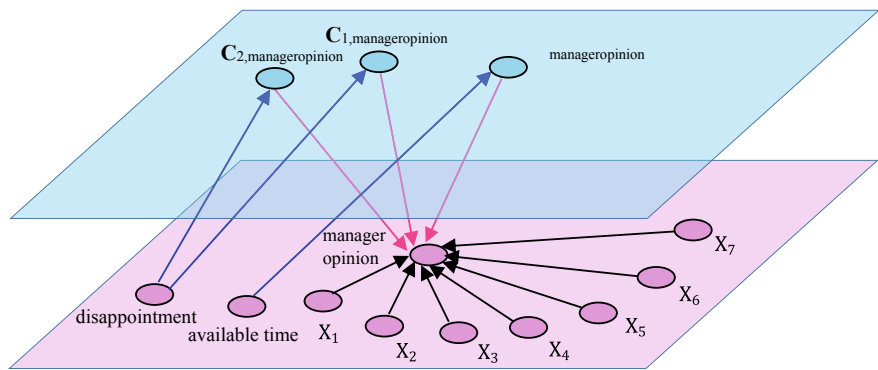 C1,manageropinion
C2,manageropinion
manageropinion
manager
opinion
X7
X6
disappointment
available time
X1
X5
X2
X3
X4